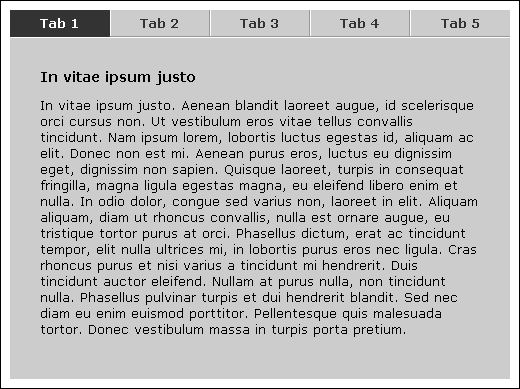 Tab 1 Tab 2 Tab 3 Tab 4 Tab 5
In vitae ipsum justo
In vitae ipsum justo. Aenean blandit laoreet augue, id scelerisque
orci cursus non. Ut vestibulum eros vitae tellus convallis
tincidunt. Nam ipsum lorem, lobortis luctus egestas id, aliquam ac
elit. Donec non est mi. Aenean purus eros, luctus eu dignissim
eget, dignissim non sapien. Quisque laoreet, turpis in consequat
fringilla, magna ligula egestas magna, eu eleifend libero enim et
nulla. In odio dolor, congue sed varius non, laoreet in elit. Aliquam
aliquam, diam ut rhoncus convallis, nulla est ornare augue, eu
tristique tortor purus at orci. Phasellus dictum, erat ac tincidunt
tempor, elit nulla ultrices mi, in lobortis purus eros nec ligula. Cras
rhoncus purus et nisi varius a tincidunt mi hendrerit. Duis
tincidunt auctor eleifend. Nullam at purus nulla, non tincidunt
nulla. Phasellus pulvinar turpis et dui hendrerit blandit. Sed nec
diam eu enim euismod porttitor. Pellentesque quis malesuada
tortor. Donec vestibulum massa in turpis porta pretium.